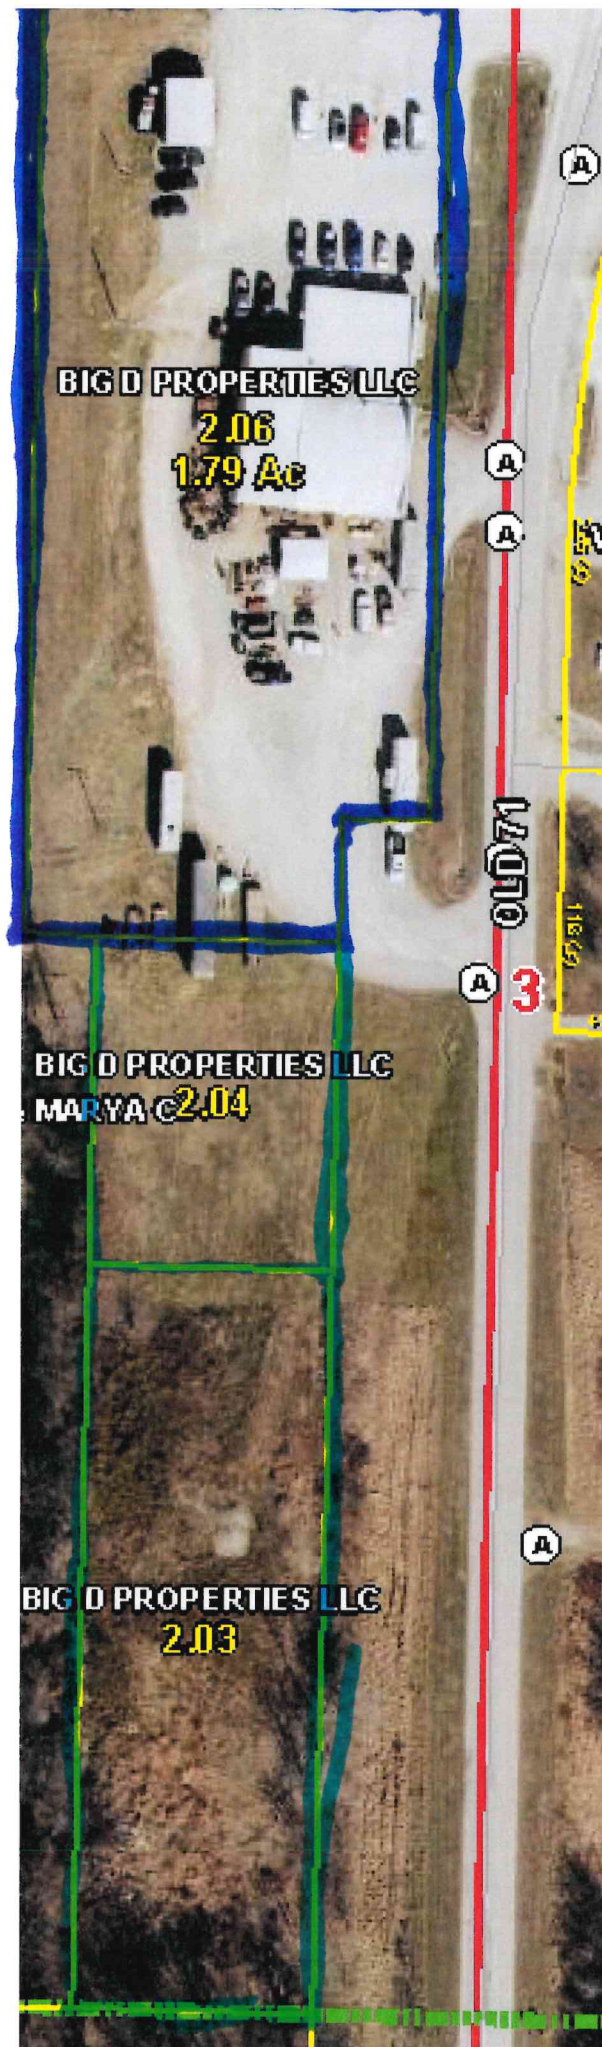 A
BIG D PROPERTIES LLC
2.06
1.79 Ac
A
A
OLD 71
A
3
BIG D PROPERTIES LLC
MARYA C 2.04
A
BIG D PROPERTIES LLC
2.03